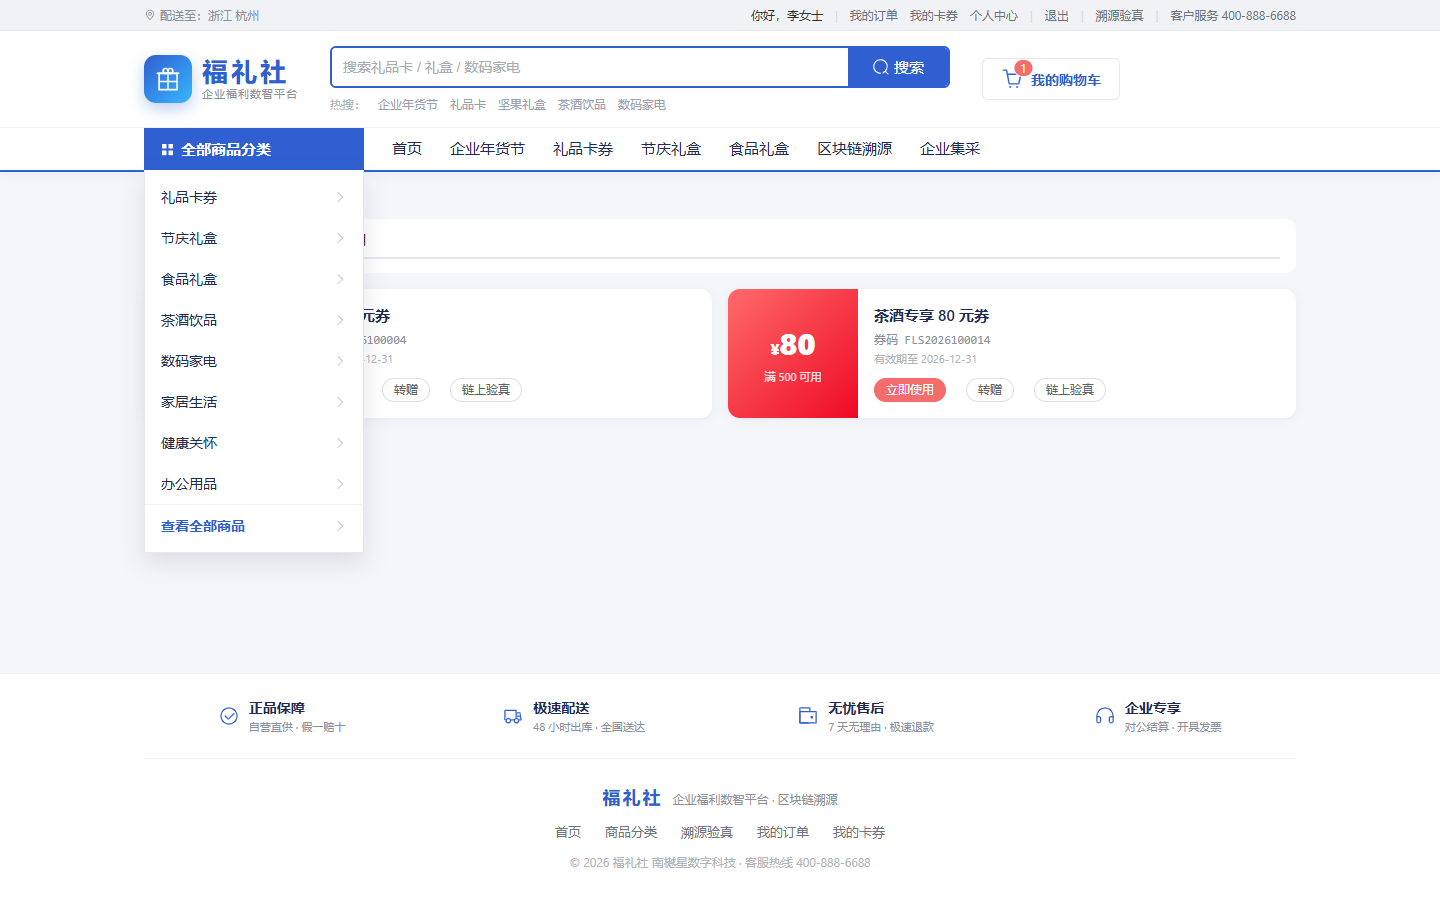 配送至：浙江 杭州
你好，李女士 | 我的订单 我的卡券 个人中心 | 退出 | 溯源验真 | 客户服务 400-888-6688
福礼社
企业福利数智平台
搜索礼品卡 / 礼盒 / 数码家电
搜索
1
我的购物车
热搜： 企业年货节 礼品卡 坚果礼盒 茶酒饮品 数码家电
全部商品分类
首页 企业年货节 礼品卡券 节庆礼盒 食品礼盒 区块链溯源 企业集采
礼品卡券
节庆礼盒
食品礼盒
茶酒饮品
数码家电
家居生活
健康关怀
办公用品
查看全部商品
元券
100004
12-31
转赠 链上验真
¥80
满 500 可用
茶酒专享 80 元券
券码 FLS2026100014
有效期至 2026-12-31
立即使用 转赠 链上验真
正品保障
自营直供 · 假一赔十
极速配送
48 小时出库 · 全国送达
无忧售后
7 天无理由 · 极速退款
企业专享
对公结算 · 开具发票
福礼社 企业福利数智平台 · 区块链溯源
首页 商品分类 溯源验真 我的订单 我的卡券
© 2026 福礼社 南樾星数字科技 · 客服热线 400-888-6688